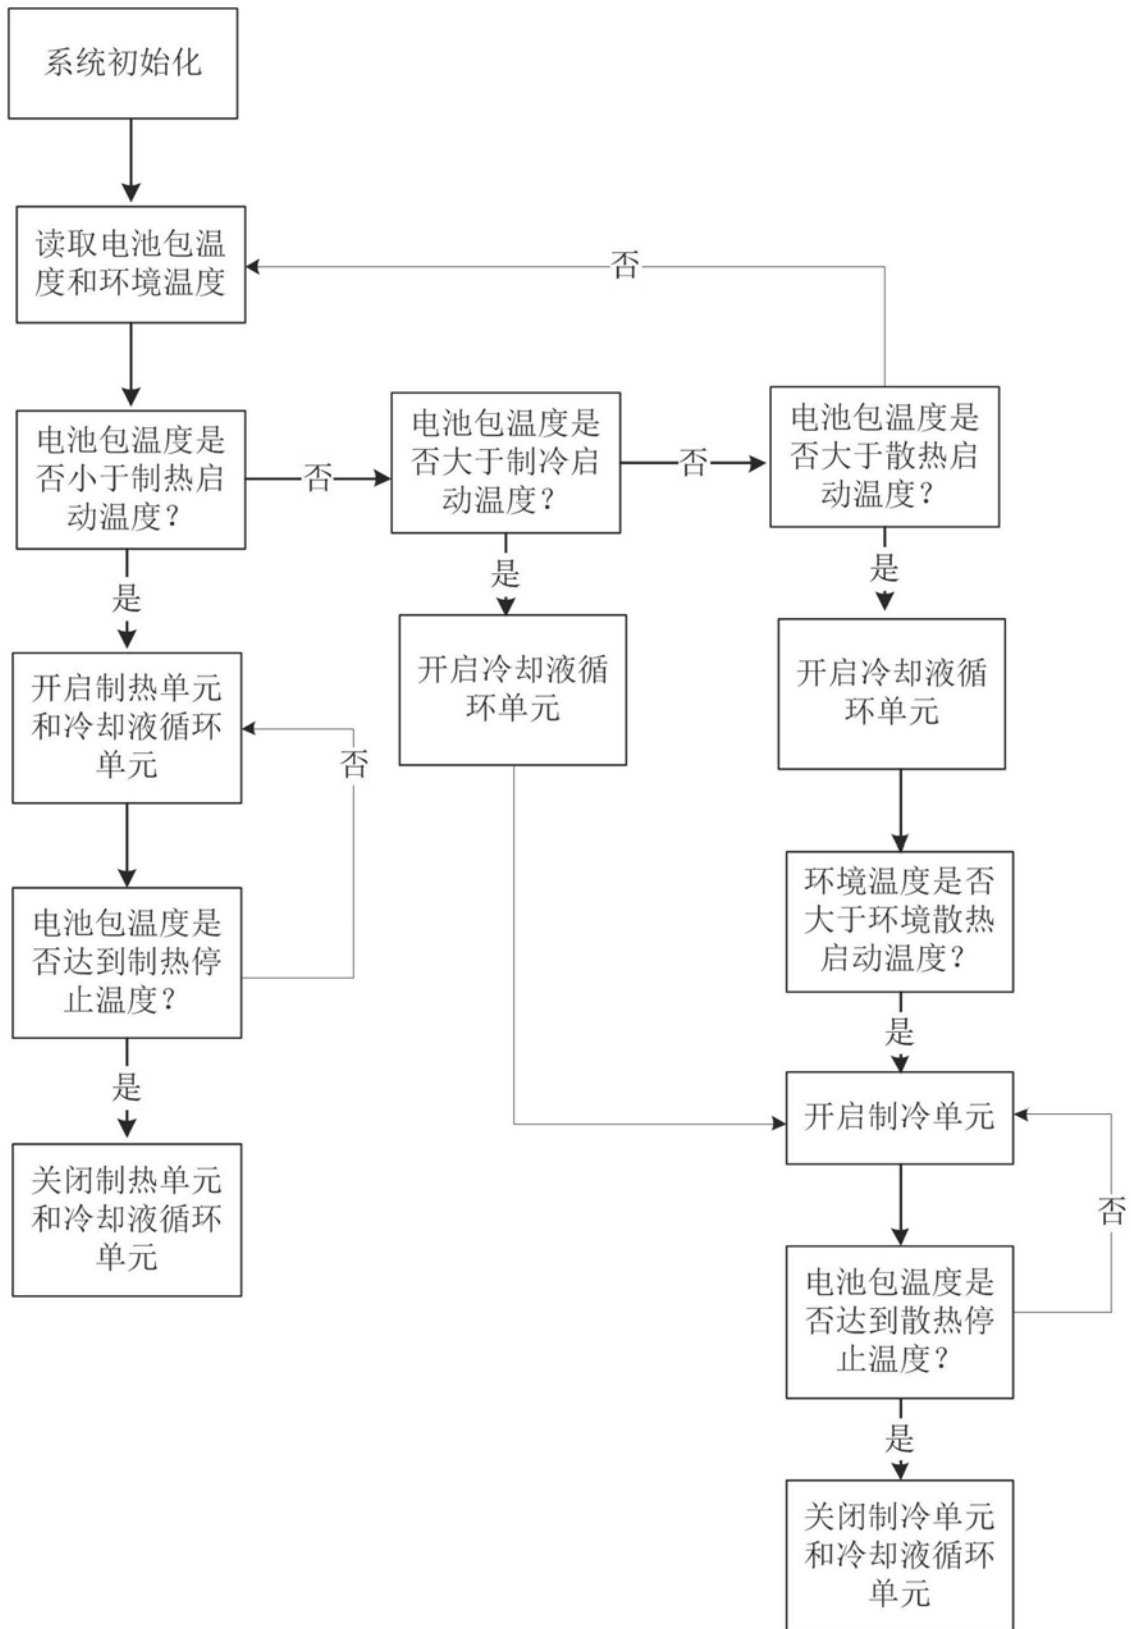 系统初始化
读取电池包温
度和环境温度
否
电池包温度是
否小于制热启
动温度？
否
电池包温度是
否大于制冷启
动温度？
否
电池包温度是
否大于散热启
动温度？
是
是
是
开启制热单元
和冷却液循环
单元
否
开启冷却液循
环单元
开启冷却液循
环单元
电池包温度是
否达到制热停
止温度？
环境温度是否
大于环境散热
启动温度？
是
是
关闭制热单元
和冷却液循环
单元
开启制冷单元
否
电池包温度是
否达到散热停
止温度？
是
关闭制冷单元
和冷却液循环
单元